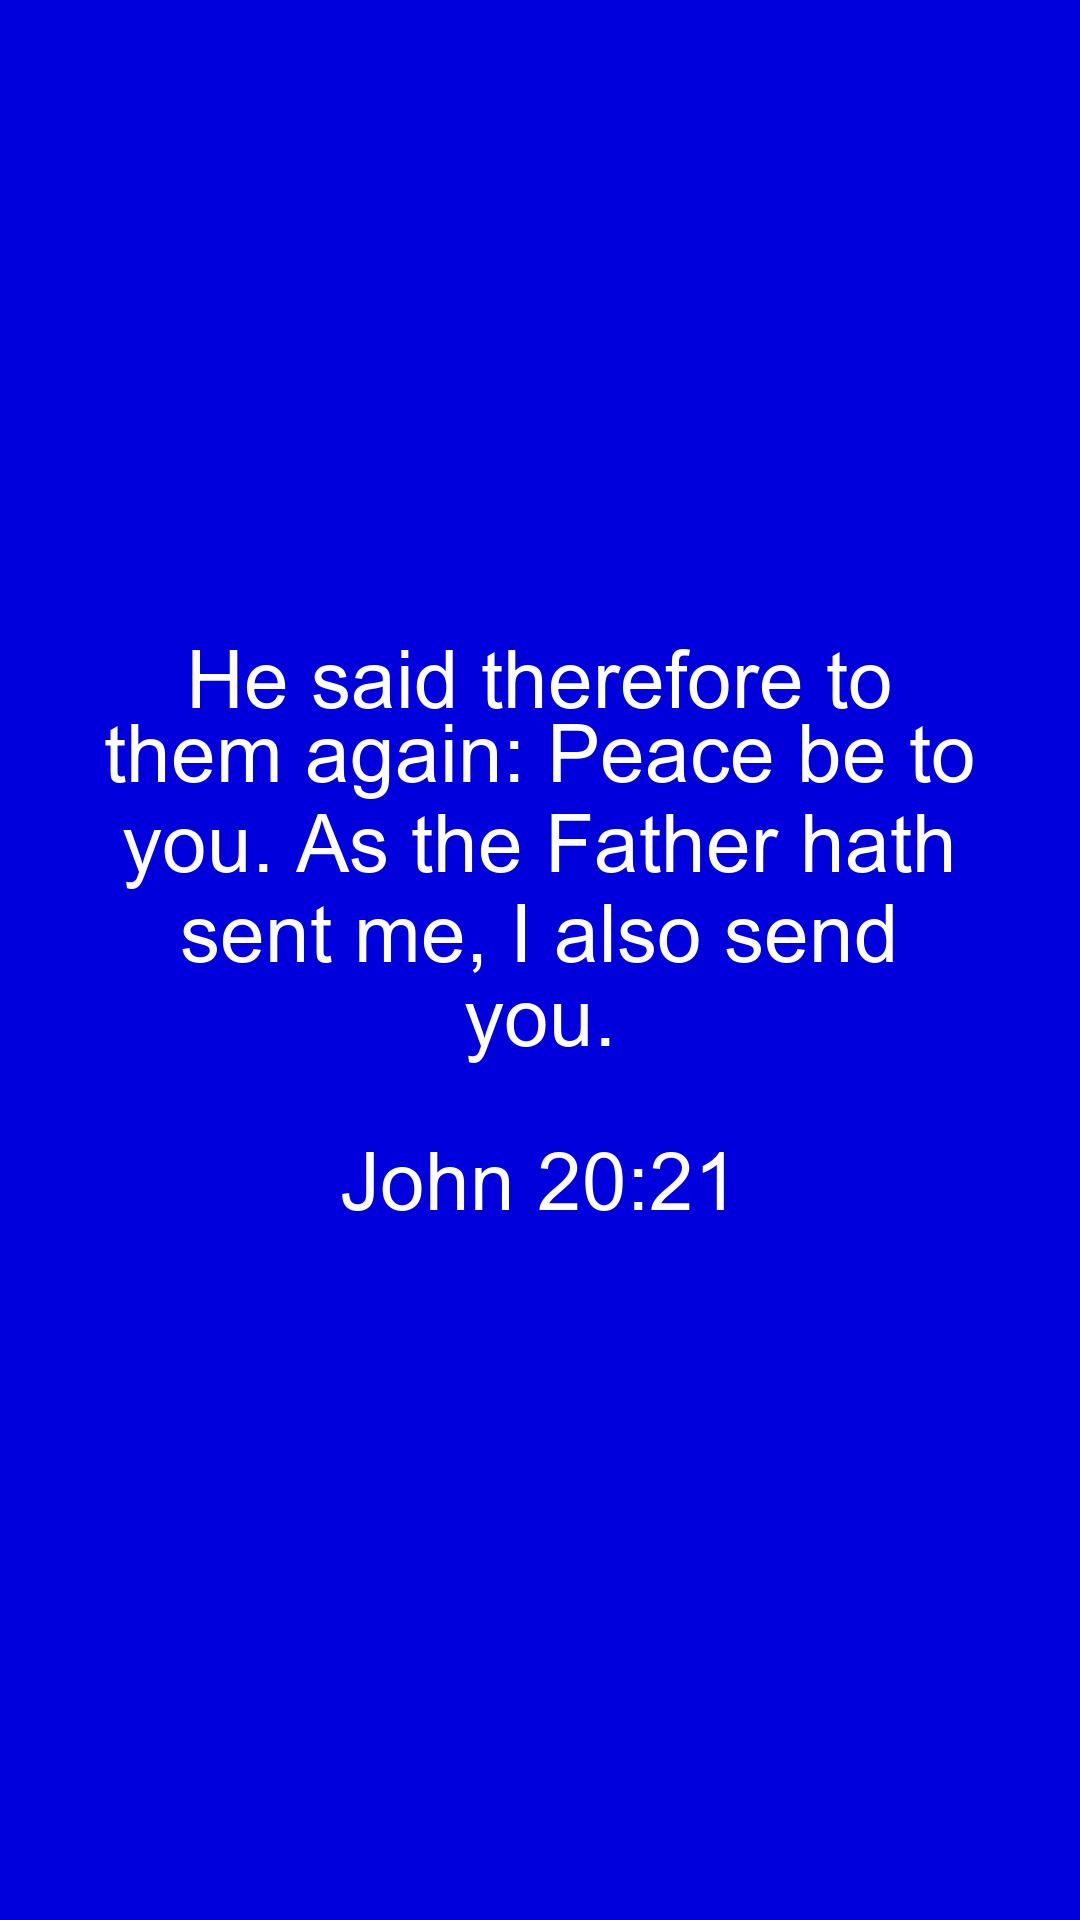 He said therefore to
them again: Peace be to
you. As the Father hath
sent me, I also send
you.
John 20:21